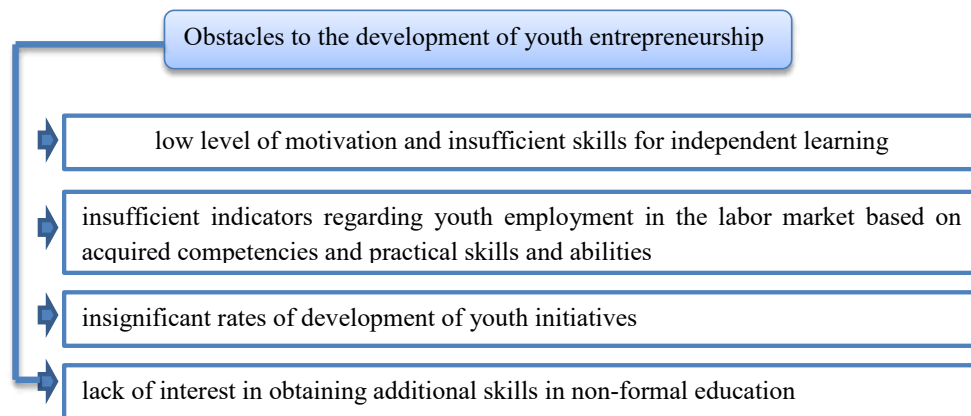 Obstacles to the development of youth entrepreneurship
low level of motivation and insufficient skills for independent learning
insufficient indicators regarding youth employment in the labor market based on
acquired competencies and practical skills and abilities
insignificant rates of development of youth initiatives
lack of interest in obtaining additional skills in non-formal education